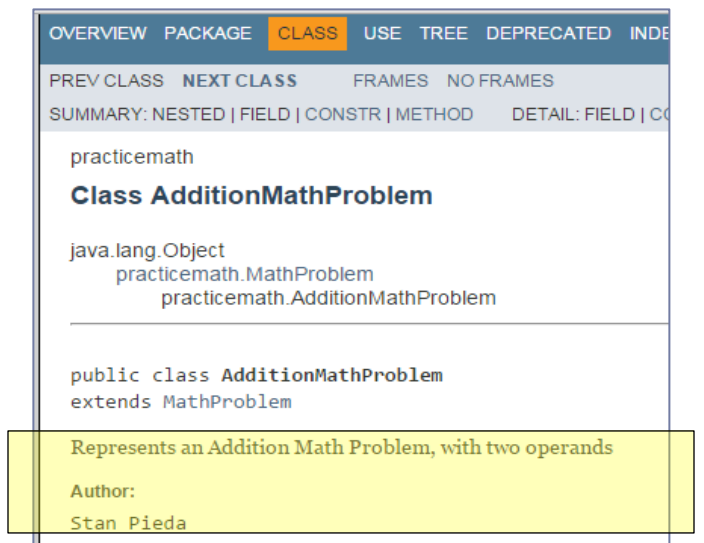 OVERVIEW PACKAGE CLASS USE TREE DEPRECATED
PREV CLASS NEXT CLASS FRAMES NO FRAMES
SUMMARY: NESTED | FIELD | CONSTR | METHOD DETAIL: FIELD |
practicemath
Class AdditionMathProblem
java.lang.Object
practicemath.MathProblem
practicemath.AdditionMathProblem
public class AdditionMathProblem
extends MathProblem
Represents an Addition Math Problem, with two operands
Author:
Stan Pieda